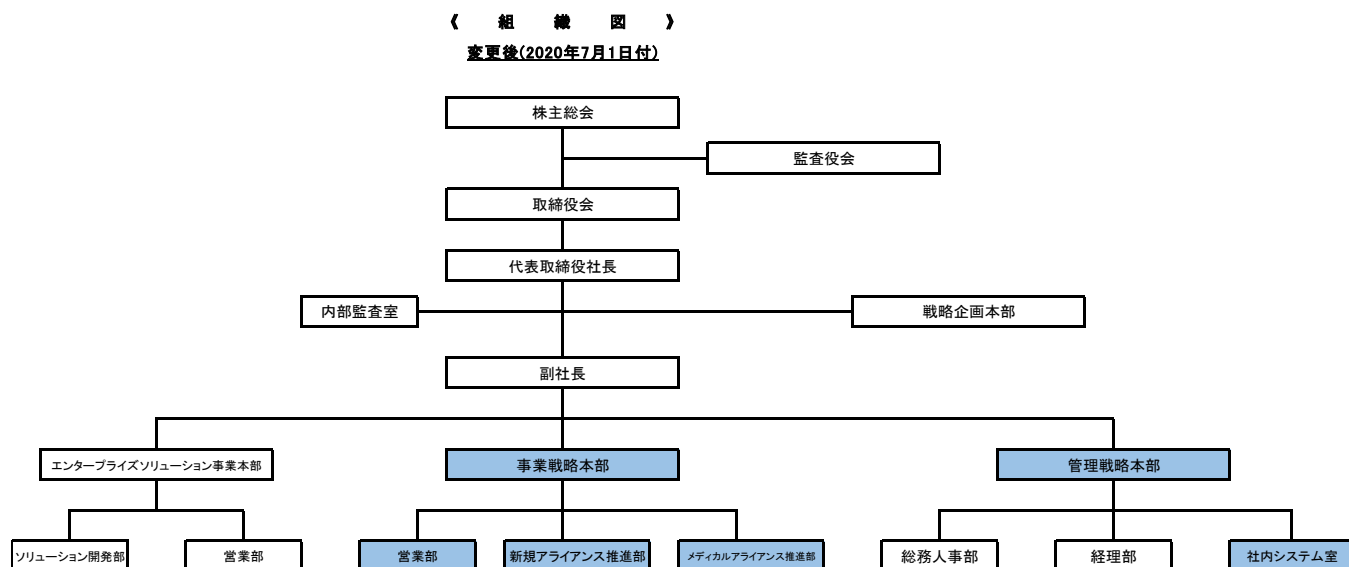 《 組 織 図 》
変更後(2020年7月1日付)
株主総会
監査役会
取締役会
代表取締役社長
内部監査室
戦略企画本部
副社長
エンタープライズソリューション事業本部
事業戦略本部
管理戦略本部
ソリューション開発部
営業部
営業部
新規アライアンス推進部
メディカルアライアンス推進部
総務人事部
経理部
社内システム室